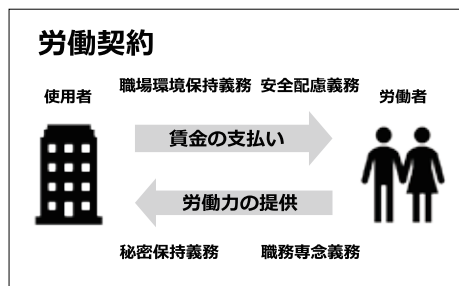 労働契約
職場環境保持義務 安全配慮義務
使用者 労働者
賃金の支払い
労働力の提供
秘密保持義務 職務専念義務